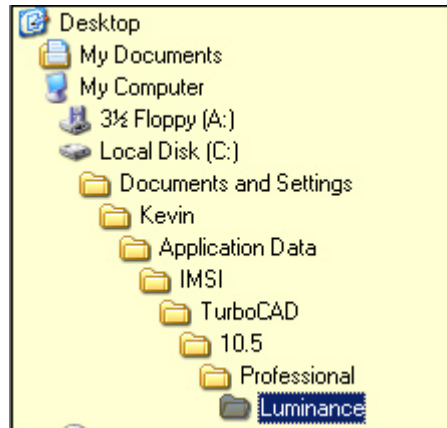 Desktop
My Documents
My Computer
3½ Floppy (A:)
Local Disk (C:)
Documents and Settings
Kevin
Application Data
IMSI
TurboCAD
10.5
Professional
Luminance